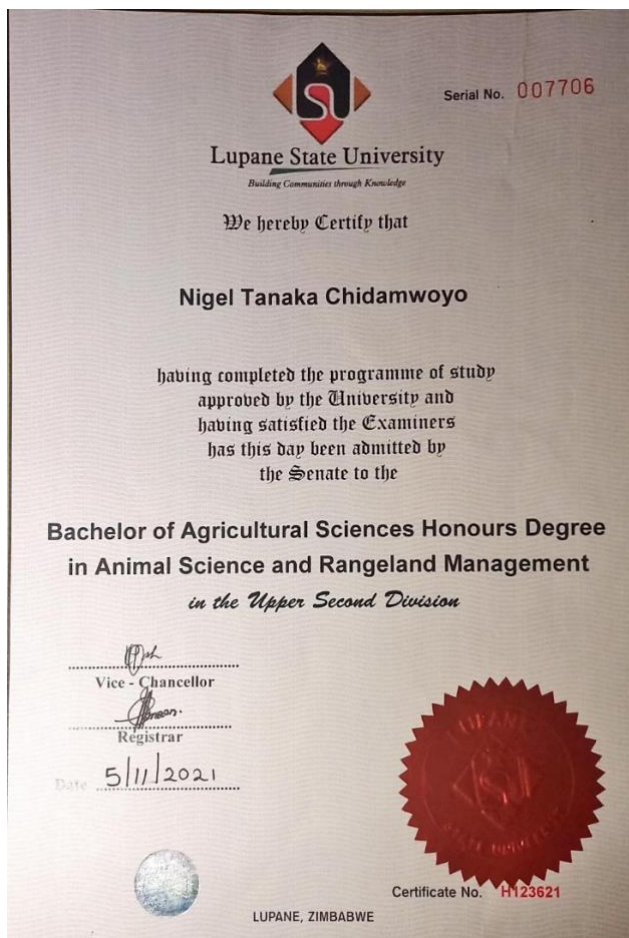 Serial No. 007706
Lupane State University
Building Communities through Knowledge
We hereby Certify that
Nigel Tanaka Chidamwoyo
having completed the programme of study
approved by the University and
having satisfied the Examiners
has this day been admitted by
the Senate to the
Bachelor of Agricultural Sciences Honours Degree
in Animal Science and Rangeland Management
in the Upper Second Division
Vice - Chancellor
Registrar
Date 5/11/2021
LUPANE
Certificate No. H123621
LUPANE, ZIMBABWE